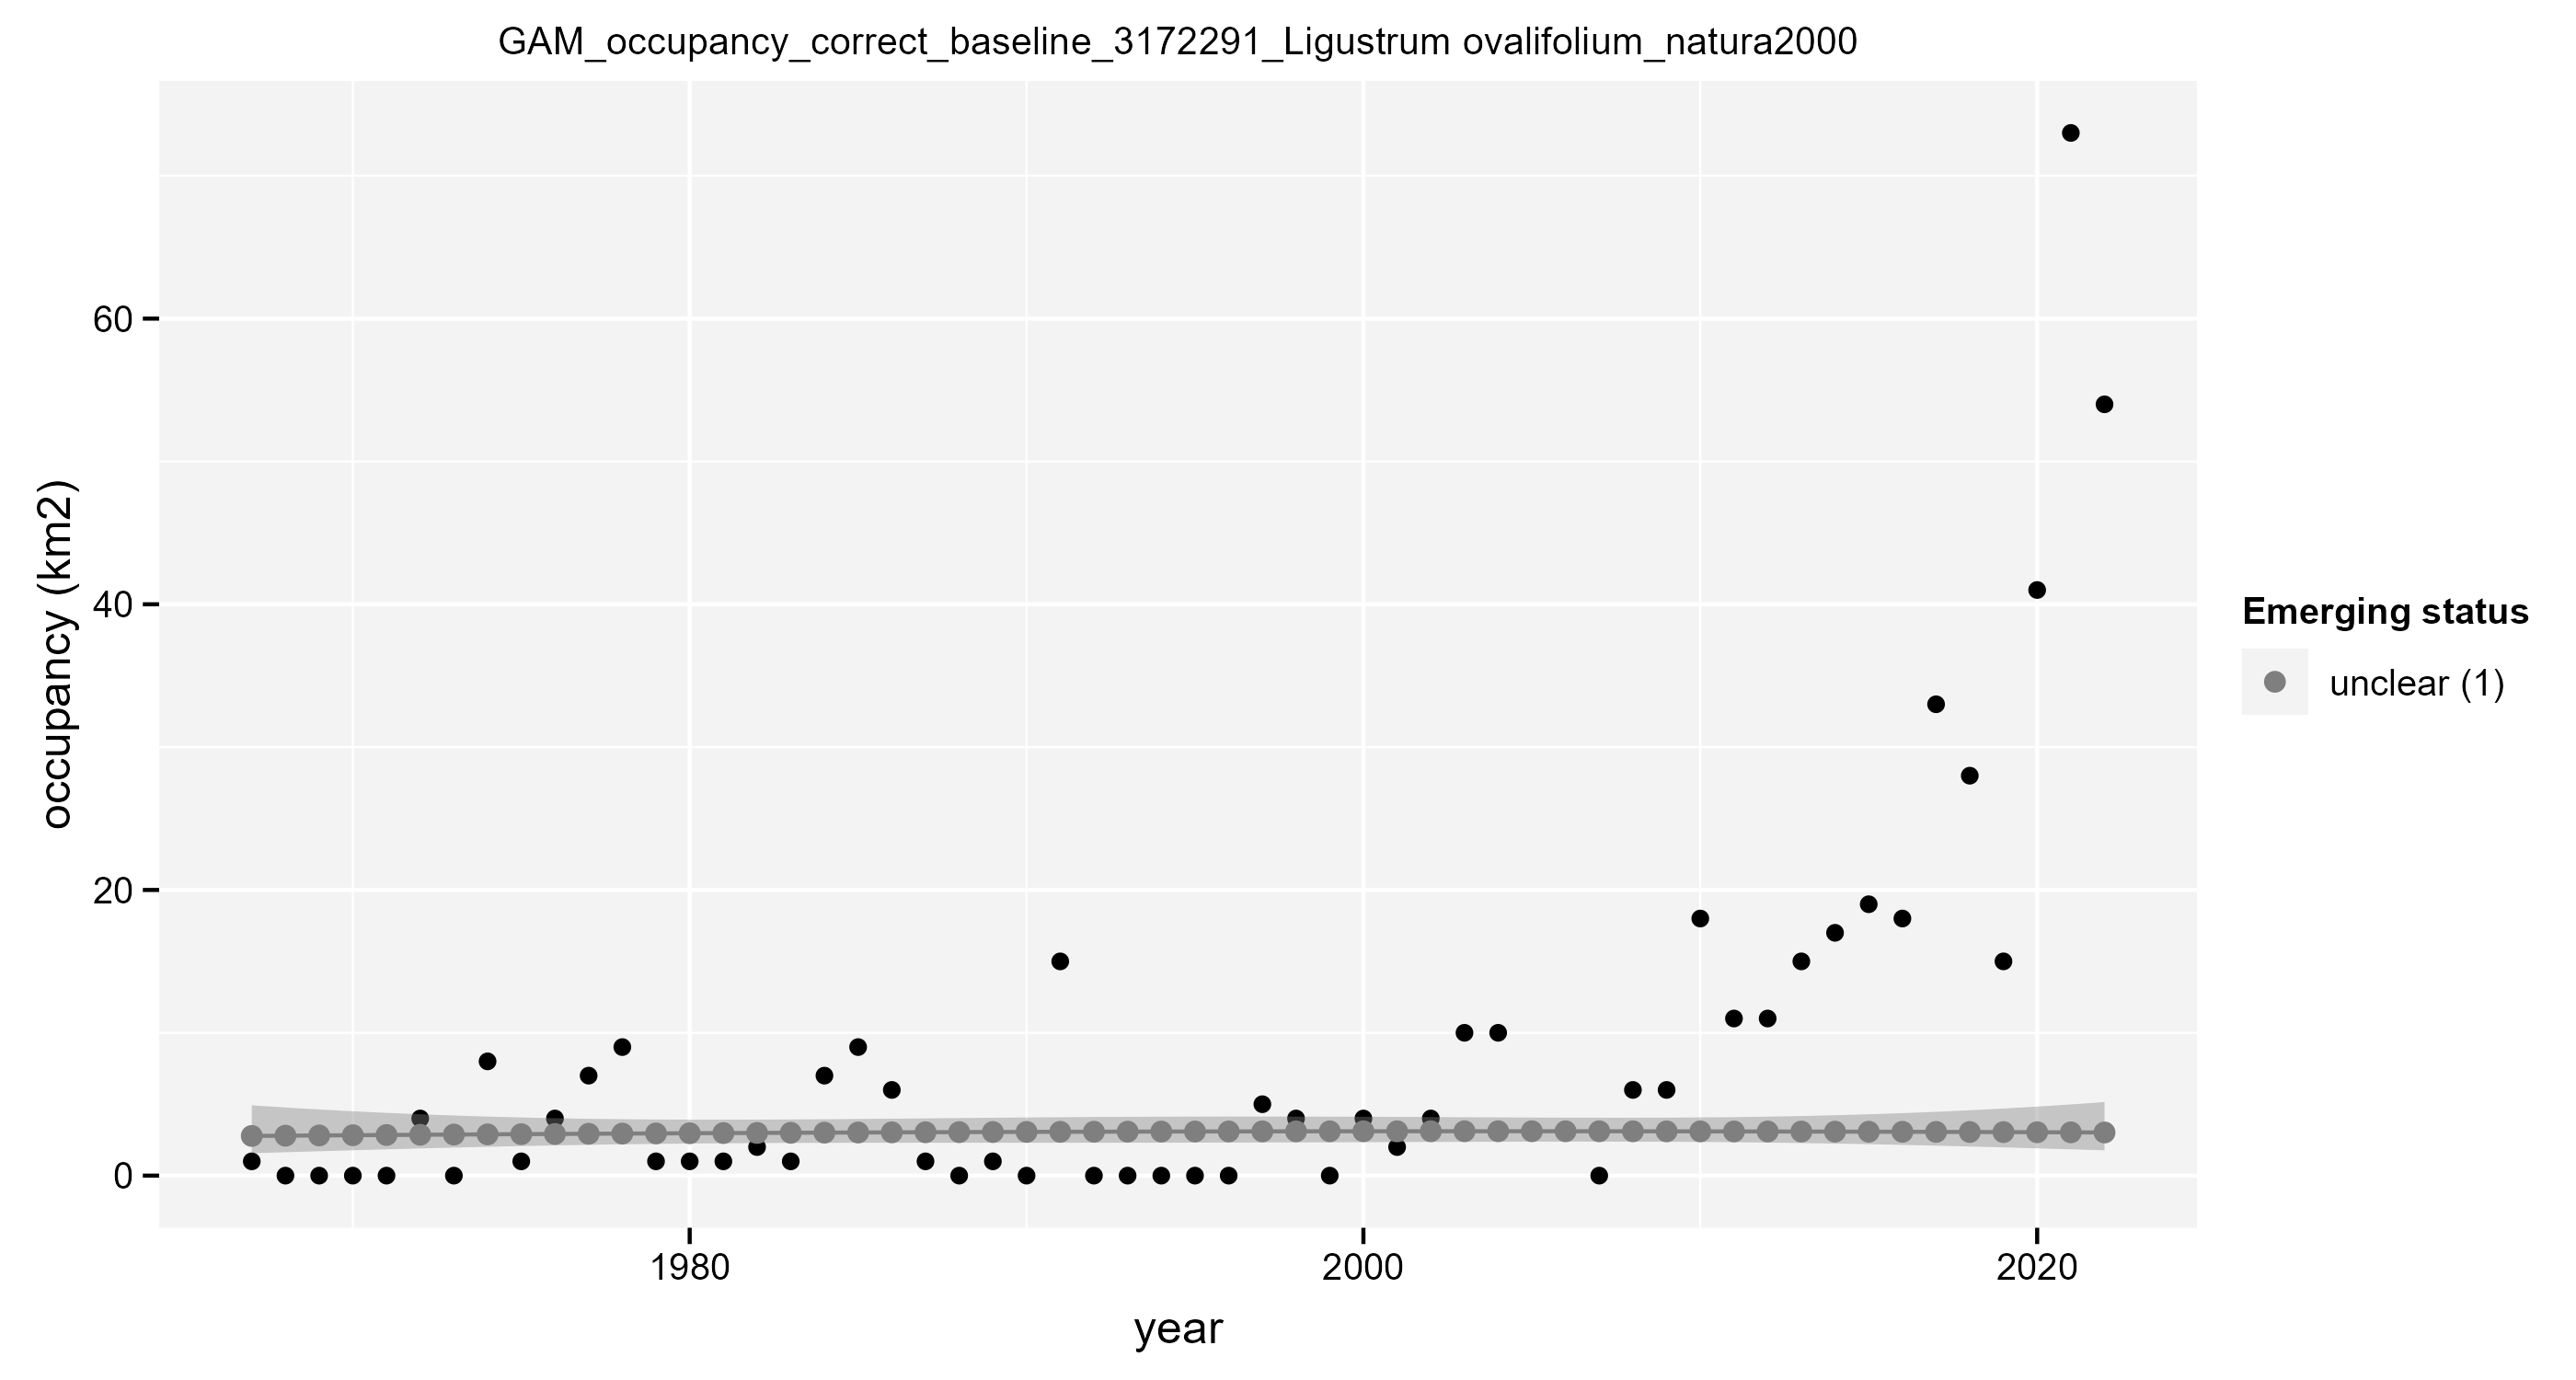 GAM_occupancy_correct_baseline_3172291_Ligustrum ovalifolium_natura2000
60
40
20
0
occupancy (km2)
1980
2000
2020
year
Emerging status
unclear (1)